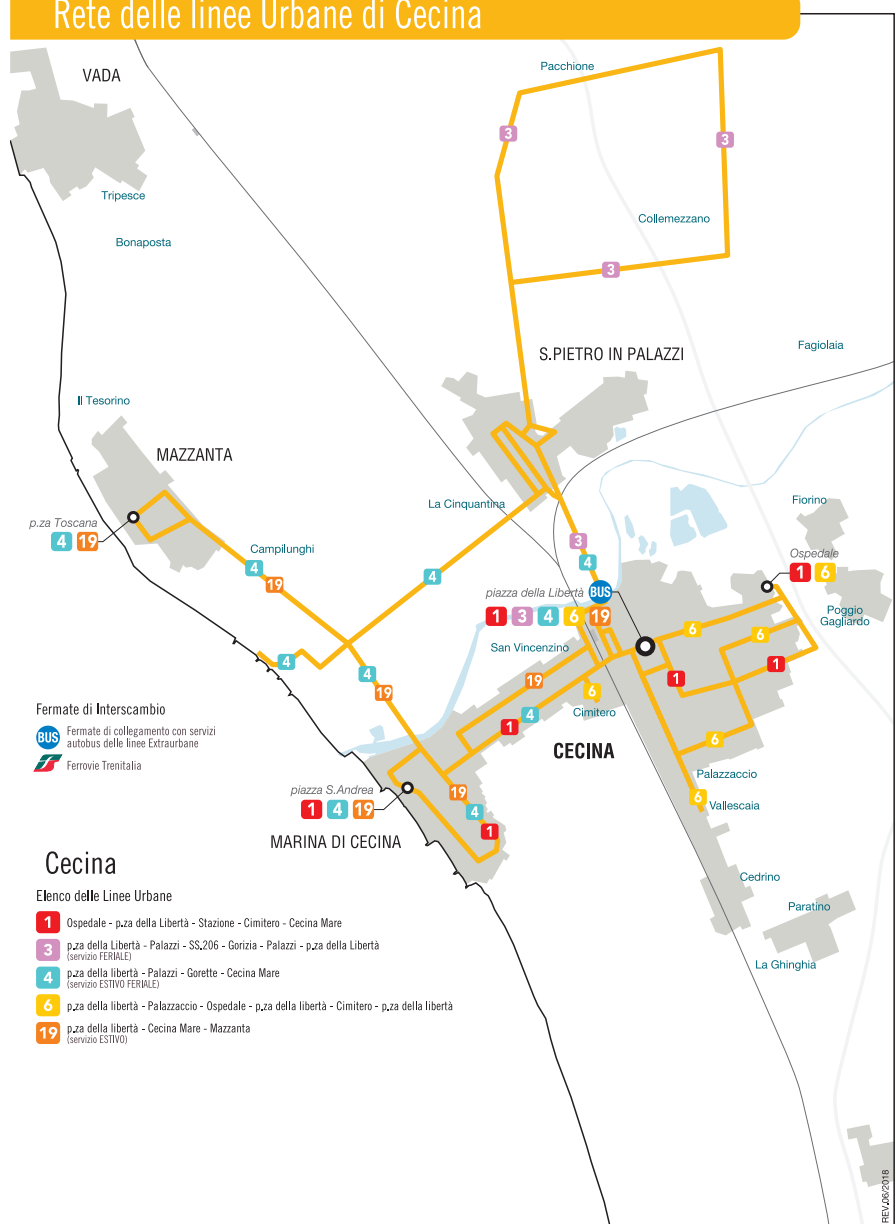 Rete delle linee Urbane di Cecina
VADA
Pacchione
3
3
Tripesce
Collemezzano
Bonaposta
3
S.PIETRO IN PALAZZI
Fagiolaia
Il Tesorino
MAZZANTA
La Cinquantina
Fiorino
p.za Toscana
4 19
Campilunghi
3
Ospedale
4
19
4
4
piazza della Libertà BUS
1 6
1 3 4 6 19
Poggio
Gagliardo
6
6
San Vincenzino
4
4
19
19
1
1
6
Cimitero
1 4
CECINA
6
Palazzaccio
6
Vallescaia
Fermate di Interscambio
BUS Fermate di collegamento con servizi
autobus delle linee Extraurbane
Ferrovie Trenitalia
piazza S.Andrea
1 4 19
19
4
1
MARINA DI CECINA
Cedrino
Paratino
La Ghinghia
Cecina
Elenco delle Linee Urbane
1 Ospedale - p.za della Libertà - Stazione - Cimitero - Cecina Mare
3 p.za della Libertà - Palazzi - SS.206 - Gorizia - Palazzi - p.za della Libertà
(servizio FERIALE)
4 p.za della libertà - Palazzi - Gorette - Cecina Mare
(servizio ESTIVO FERIALE)
6 p.za della libertà - Palazzaccio - Ospedale - p.za della libertà - Cimitero - p.za della libertà
19 p.za della libertà - Cecina Mare - Mazzanta
(servizio ESTIVO)
REV.06/2018